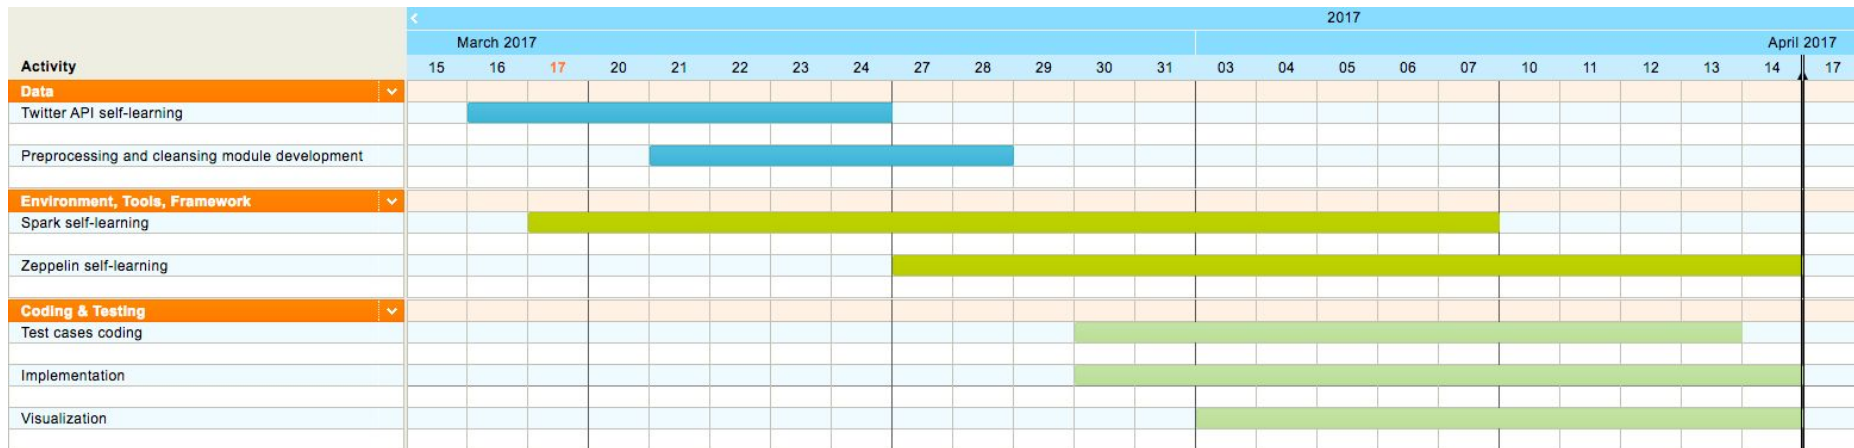 2017
March 2017 April 2017
Activity 15 16 17 20 21 22 23 24 27 28 29 30 31 03 04 05 06 07 10 11 12 13 14 17
Data
Twitter API self-learning
Preprocessing and cleansing module development
Environment, Tools, Framework
Spark self-learning
Zeppelin self-learning
Coding & Testing
Test cases coding
Implementation
Visualization